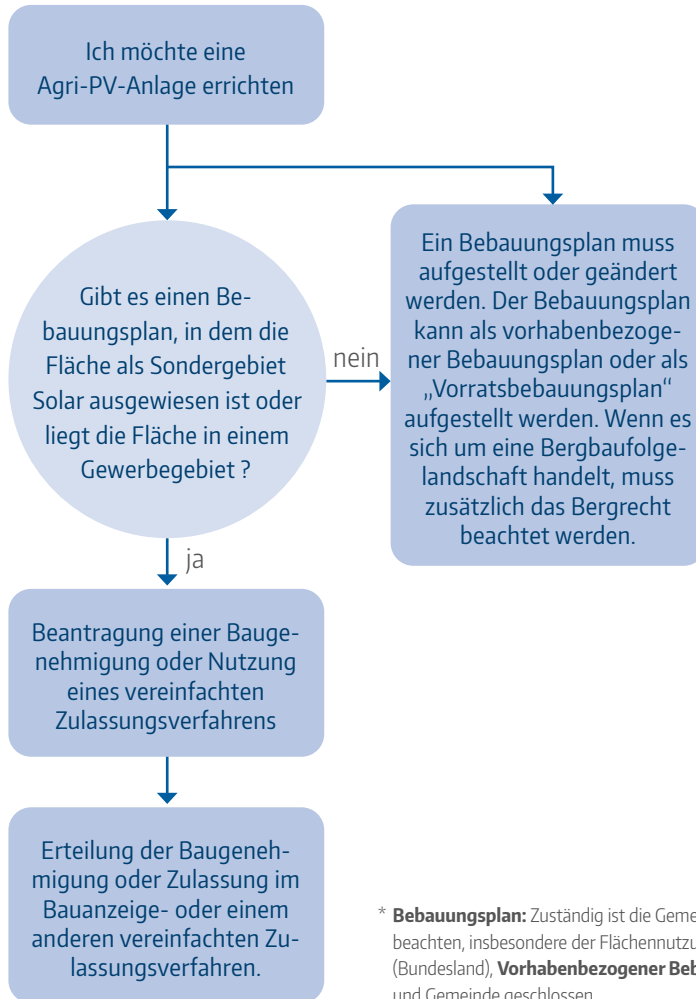 Ich möchte eine
Agri-PV-Anlage errichten
Gibt es einen Be-
bauungsplan, in dem die
Fläche als Sondergebiet
Solar ausgewiesen ist oder
liegt die Fläche in einem
Gewerbegebiet ?
nein
Ein Bebauungsplan muss
aufgestellt oder geändert
werden. Der Bebauungsplan
kann als vorhabenbezoge-
ner Bebauungsplan oder als
„Vorratsbebauungsplan“
aufgestellt werden. Wenn es
sich um eine Bergbaufolge-
landschaft handelt, muss
zusätzlich das Bergrecht
beachtet werden.
ja
Beantragung einer Bauge-
nehmigung oder Nutzung
eines vereinfachten
Zulassungsverfahrens
Erteilung der Baugeneh-
migung oder Zulassung im
Bauanzeige- oder einem
anderen vereinfachten Zu-
lassungsverfahren.
* Bebauungsplan: Zuständig ist die Geme
beachten, insbesondere der Flächennutzu
(Bundesland), Vorhabenbezogener Beb
und Gemeinde geschlossen